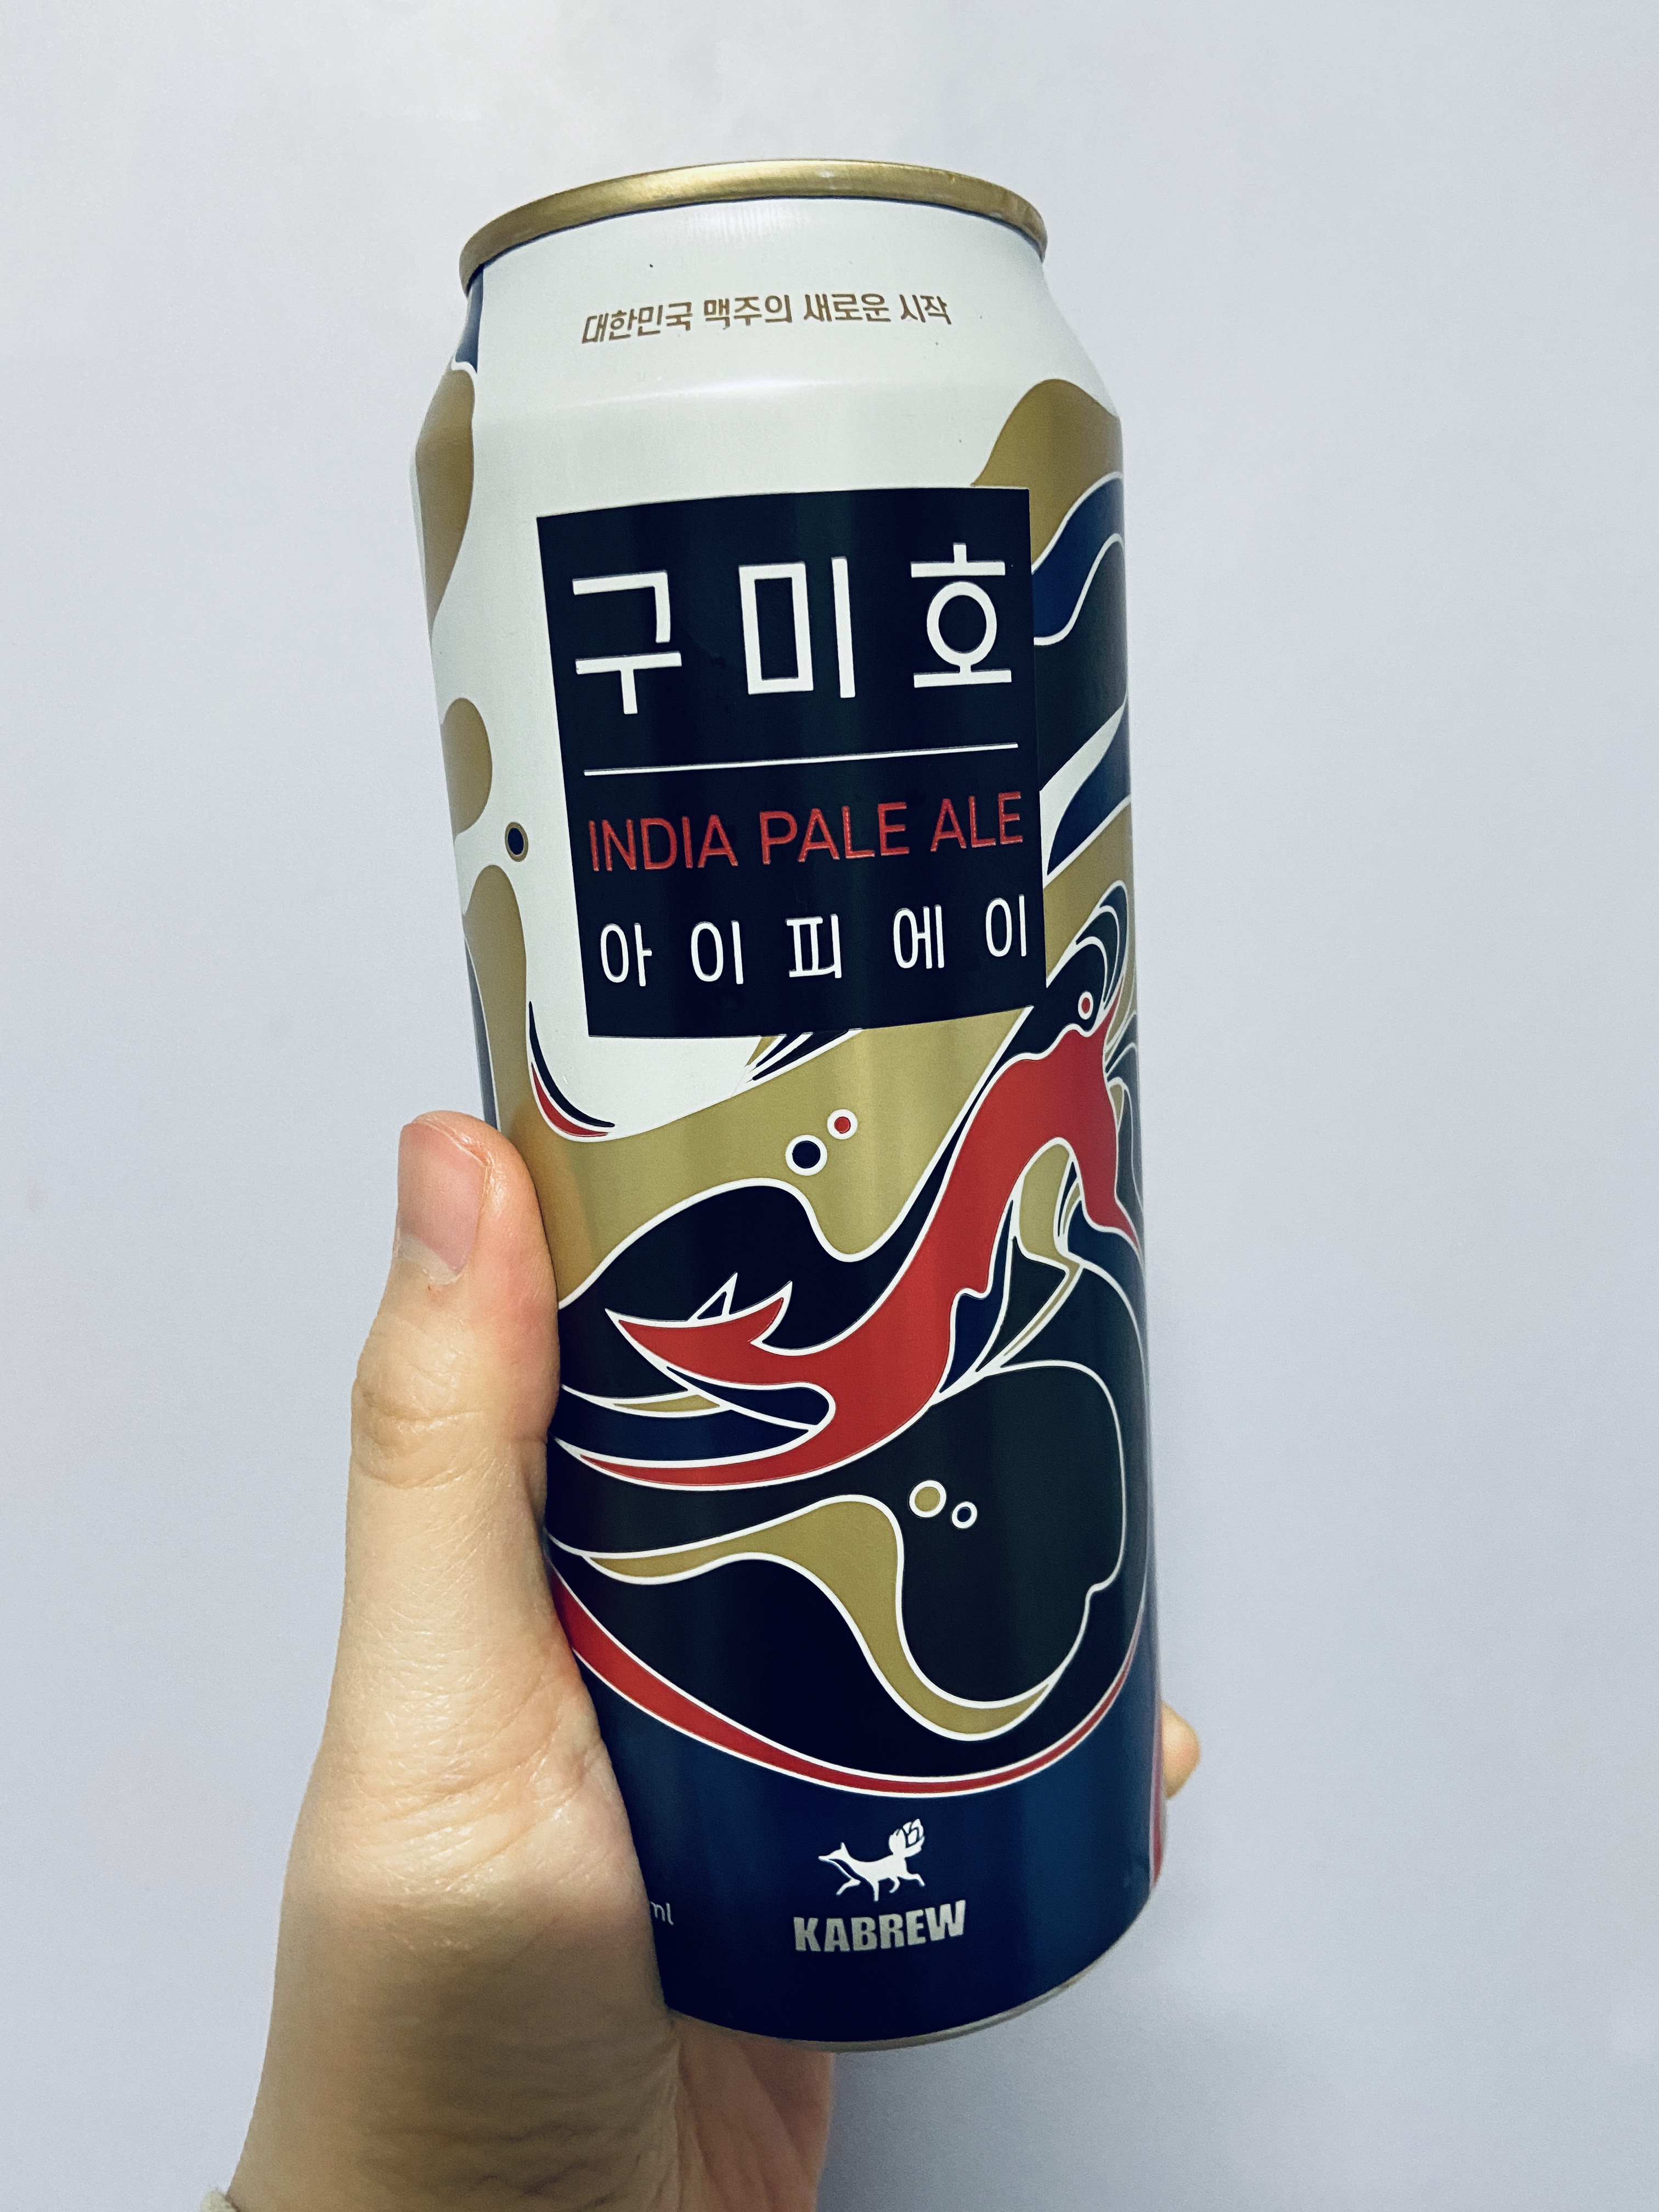 대한민국 맥주의 새로운 시작
구미호
INDIA PALE ALE
아이피에이
ml
KABREW